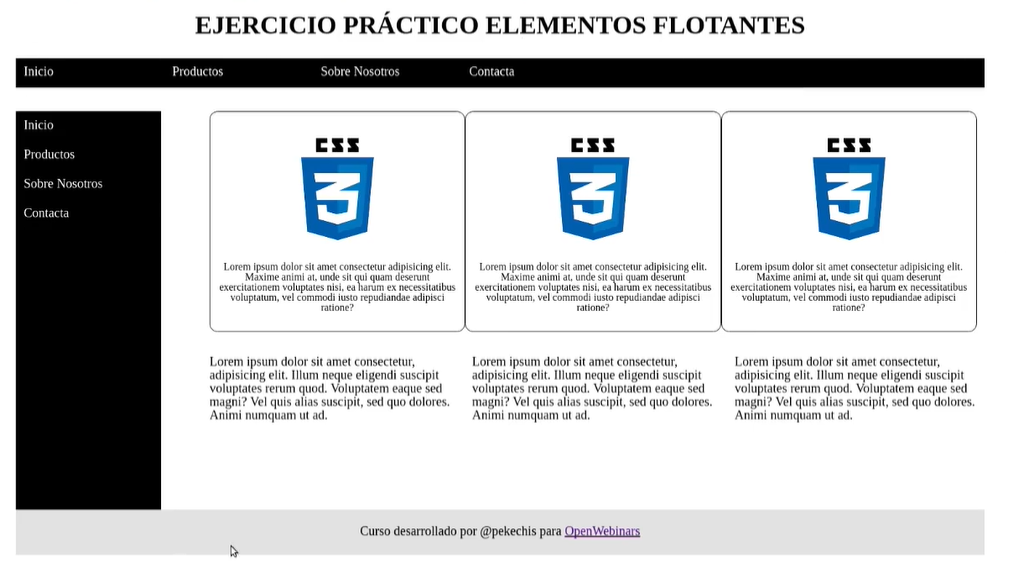 EJERCICIO PRÁCTICO ELEMENTOS FLOTANTES
Inicio Productos Sobre Nosotros Contacta
Inicio
Productos
Sobre Nosotros
Contacta
CSS
3
Lorem ipsum dolor sit amet consectetur adipisicing elit.
Maxime animi at, unde sit qui quam deserunt
exercitationem voluptates nisi, ea harum ex necessitatibus
voluptatum, vel commodi iusto repudiandae adipisci
ratione?
CSS
3
Lorem ipsum dolor sit amet consectetur adipisicing elit.
Maxime animi at, unde sit qui quam deserunt
exercitationem voluptates nisi, ea harum ex necessitatibus
voluptatum, vel commodi iusto repudiandae adipisci
ratione?
CSS
3
Lorem ipsum dolor sit amet consectetur adipisicing elit.
Maxime animi at, unde sit qui quam deserunt
exercitationem voluptates nisi, ea harum ex necessitatibus
voluptatum, vel commodi iusto repudiandae adipisci
ratione?
Lorem ipsum dolor sit amet consectetur,
adipisicing elit. Illum neque eligendi suscipit
voluptates rerum quod. Voluptatem eaque sed
magni? Vel quis alias suscipit, sed quo dolores.
Animi numquam ut ad.
Lorem ipsum dolor sit amet consectetur,
adipisicing elit. Illum neque eligendi suscipit
voluptates rerum quod. Voluptatem eaque sed
magni? Vel quis alias suscipit, sed quo dolores.
Animi numquam ut ad.
Lorem ipsum dolor sit amet consectetur,
adipisicing elit. Illum neque eligendi suscipit
voluptates rerum quod. Voluptatem eaque sed
magni? Vel quis alias suscipit, sed quo dolores.
Animi numquam ut ad.
Curso desarrollado por @pekechis para OpenWebinars